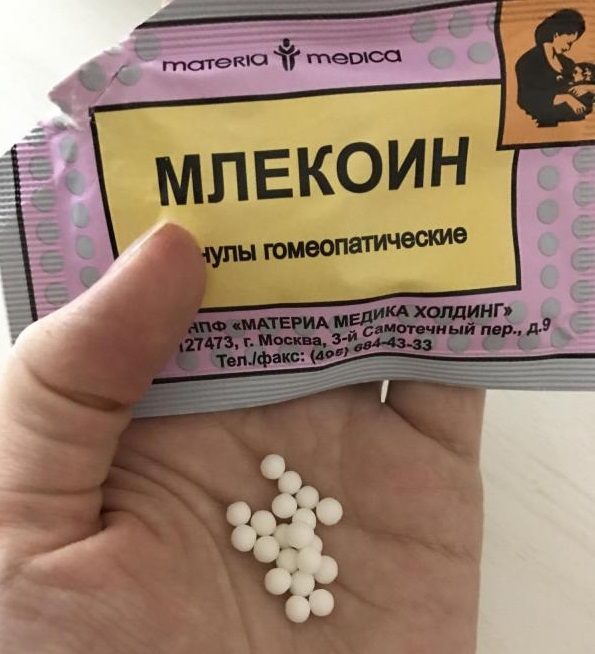 materia medica
МЛЕКОИН
гомеопатические
НПФ «МАТЕРИА МЕДИКА ХОЛДИНГ»
127473, г. Москва, 3-й Самотечный пер., д.9
Тел./факс: (495) 684-43-33